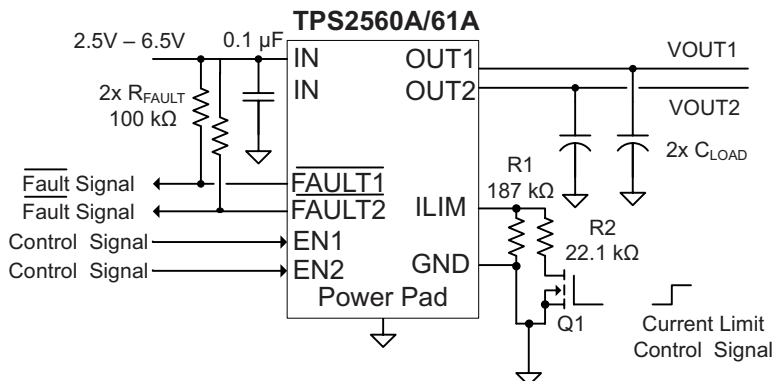 TPS2560A/61A
2.5V – 6.5V
0.1 µF
IN
IN
OUT1
OUT2
VOUT1
VOUT2
2x RFAULT
100 kΩ
2x CLOAD
Fault Signal
Fault Signal
Control Signal
Control Signal
FAULT1
FAULT2
EN1
EN2
ILIM
GND
Power Pad
R1
187 kΩ
R2
22.1 kΩ
Q1
Current Limit
Control Signal